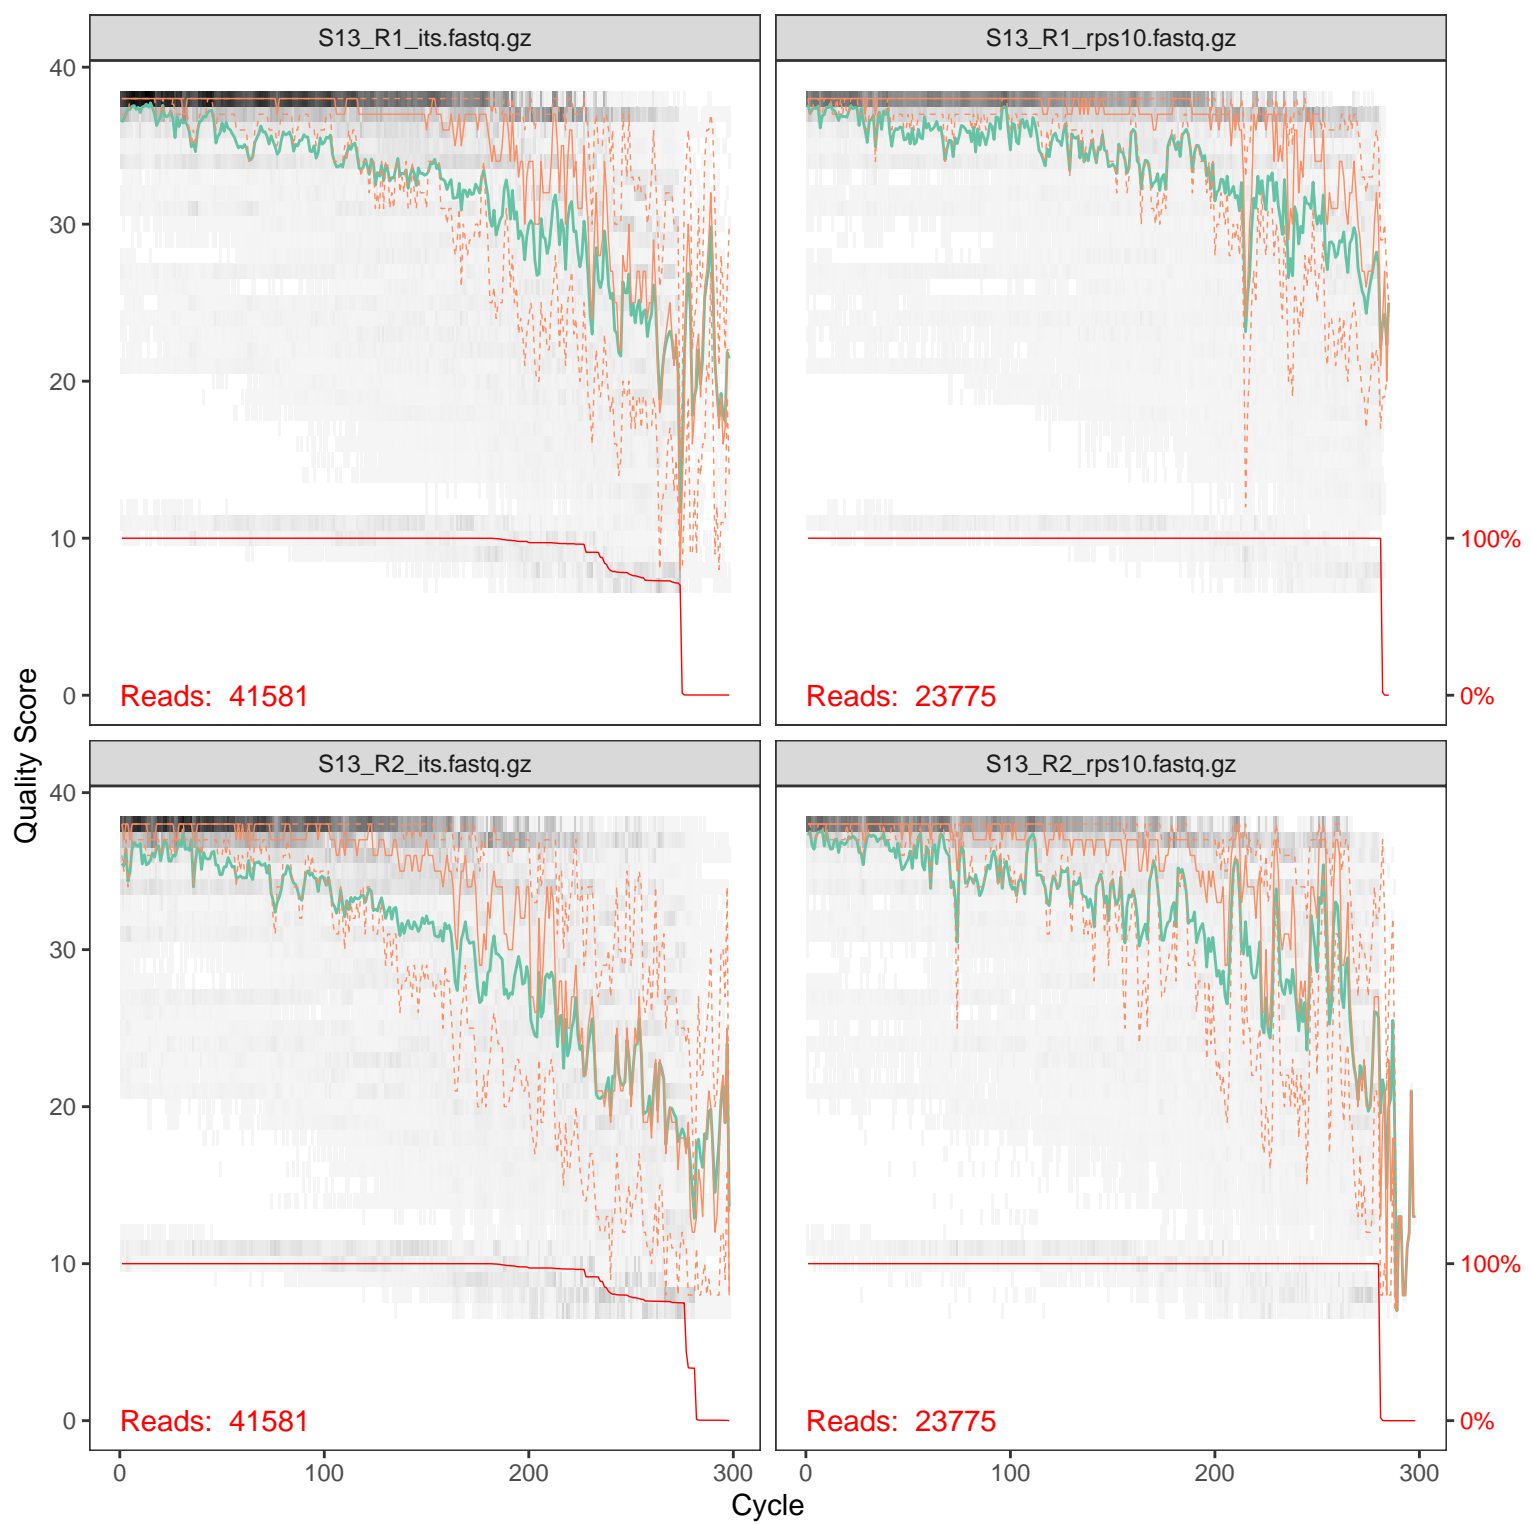 S13_R1_its.fastq.gz
S13_R1_rps10.fastq.gz
40
30
20
10
0
Reads: 41581
Reads: 23775
100%
0%
Quality Score
S13_R2_its.fastq.gz
S13_R2_rps10.fastq.gz
40
30
20
10
0
Reads: 41581
Reads: 23775
100%
0%
0 100 200 300
0 100 200 300
Cycle